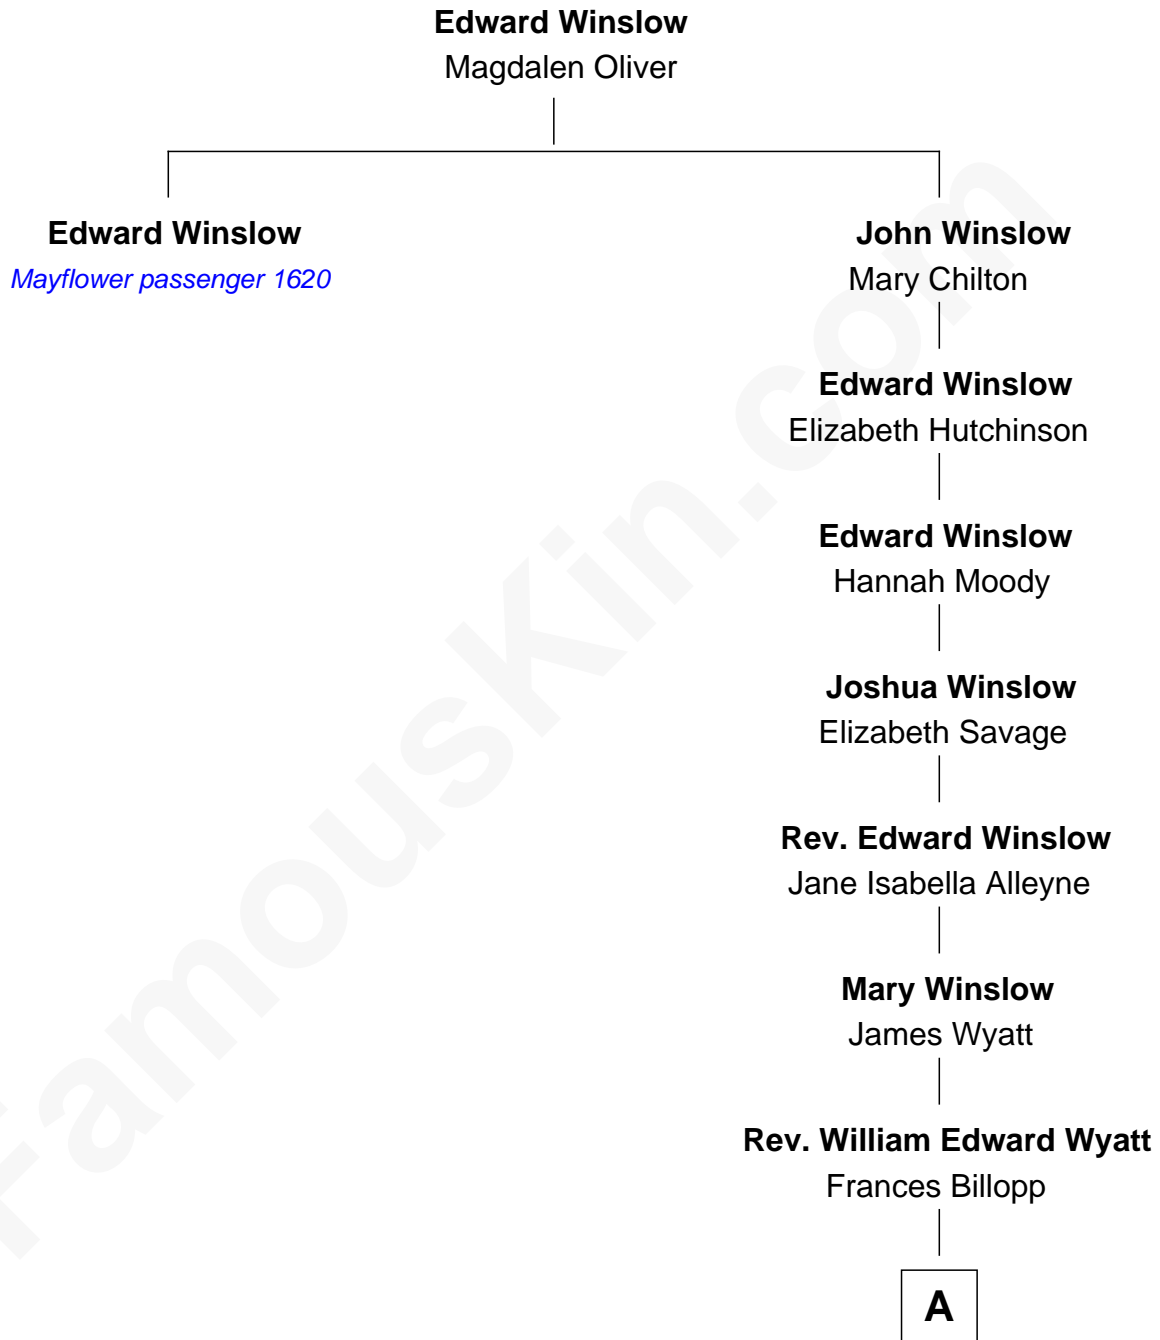 Edward Winslow
Magdalen Oliver
Edward Winslow
Mayflower passenger 1620
John Winslow
Mary Chilton
Edward Winslow
Elizabeth Hutchinson
Edward Winslow
Hannah Moody
Joshua Winslow
Elizabeth Savage
Rev. Edward Winslow
Jane Isabella Alleyne
Mary Winslow
James Wyatt
Rev. William Edward Wyatt
Frances Billopp
A
FamousKin.com